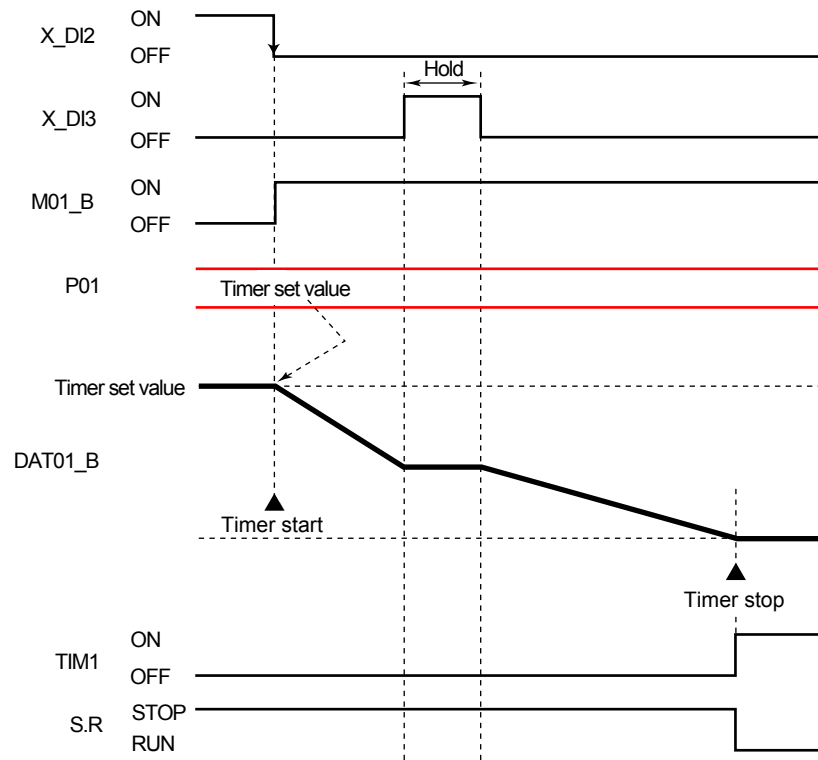 X_DI2
ON
OFF
Hold
X_DI3
ON
OFF
M01_B
ON
OFF
P01
Timer set value
Timer set value
DAT01_B
Timer start
Timer stop
TIM1
ON
OFF
S.R
STOP
RUN